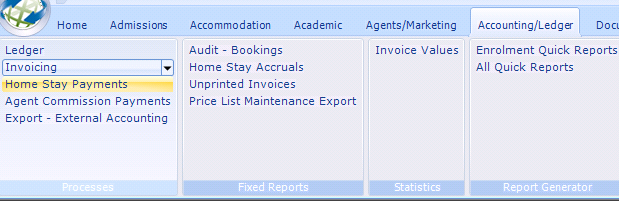 Home Admissions Accommodation Academic Agents/Marketing Accounting/Ledger Docu
Ledger
Invoicing
Home Stay Payments
Agent Commission Payments
Export - External Accounting
Processes
Audit - Bookings
Home Stay Accruals
Unprinted Invoices
Price List Maintenance Export
Fixed Reports
Invoice Values
Statistics
Enrolment Quick Reports
All Quick Reports
Report Generator